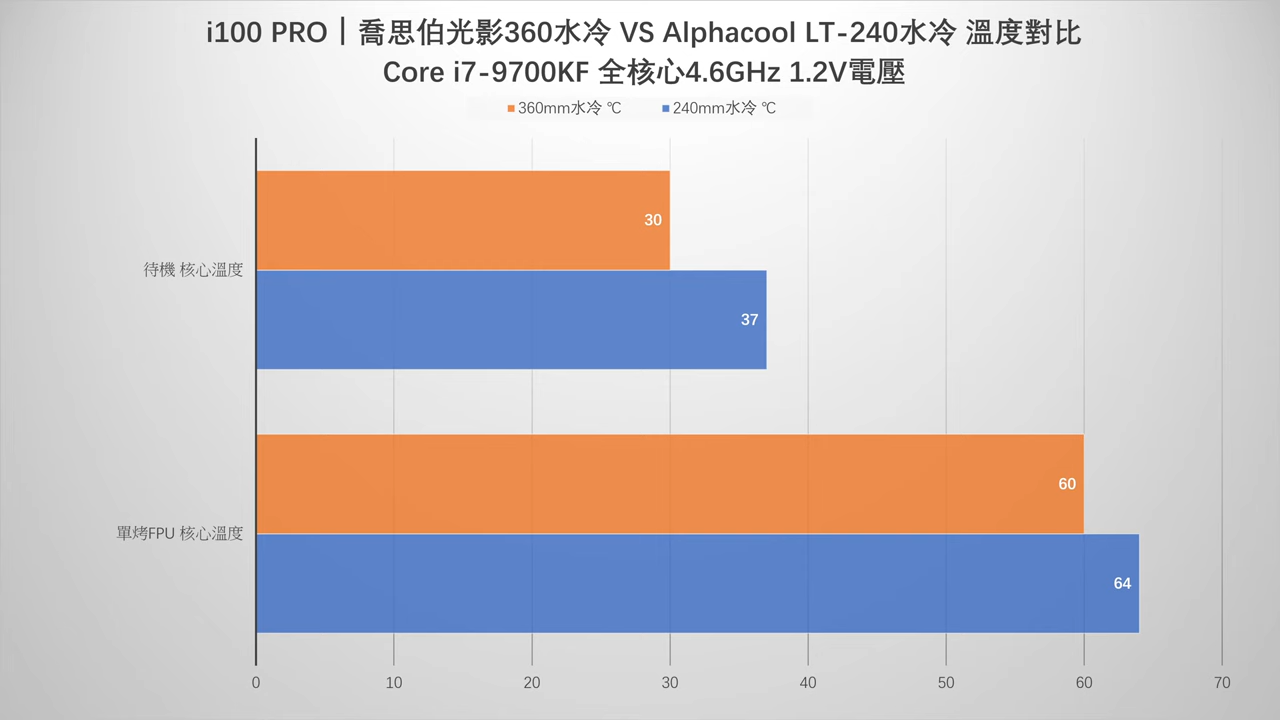 i100 PRO｜喬思伯光影360水冷 VS Alphacool LT-240水冷 溫度對比
Core i7-9700KF 全核心4.6GHz 1.2V電壓
360mm水冷 ℃ 240mm水冷 ℃
30
待機 核心溫度
37
60
單烤FPU 核心溫度
64
0 10 20 30 40 50 60 70